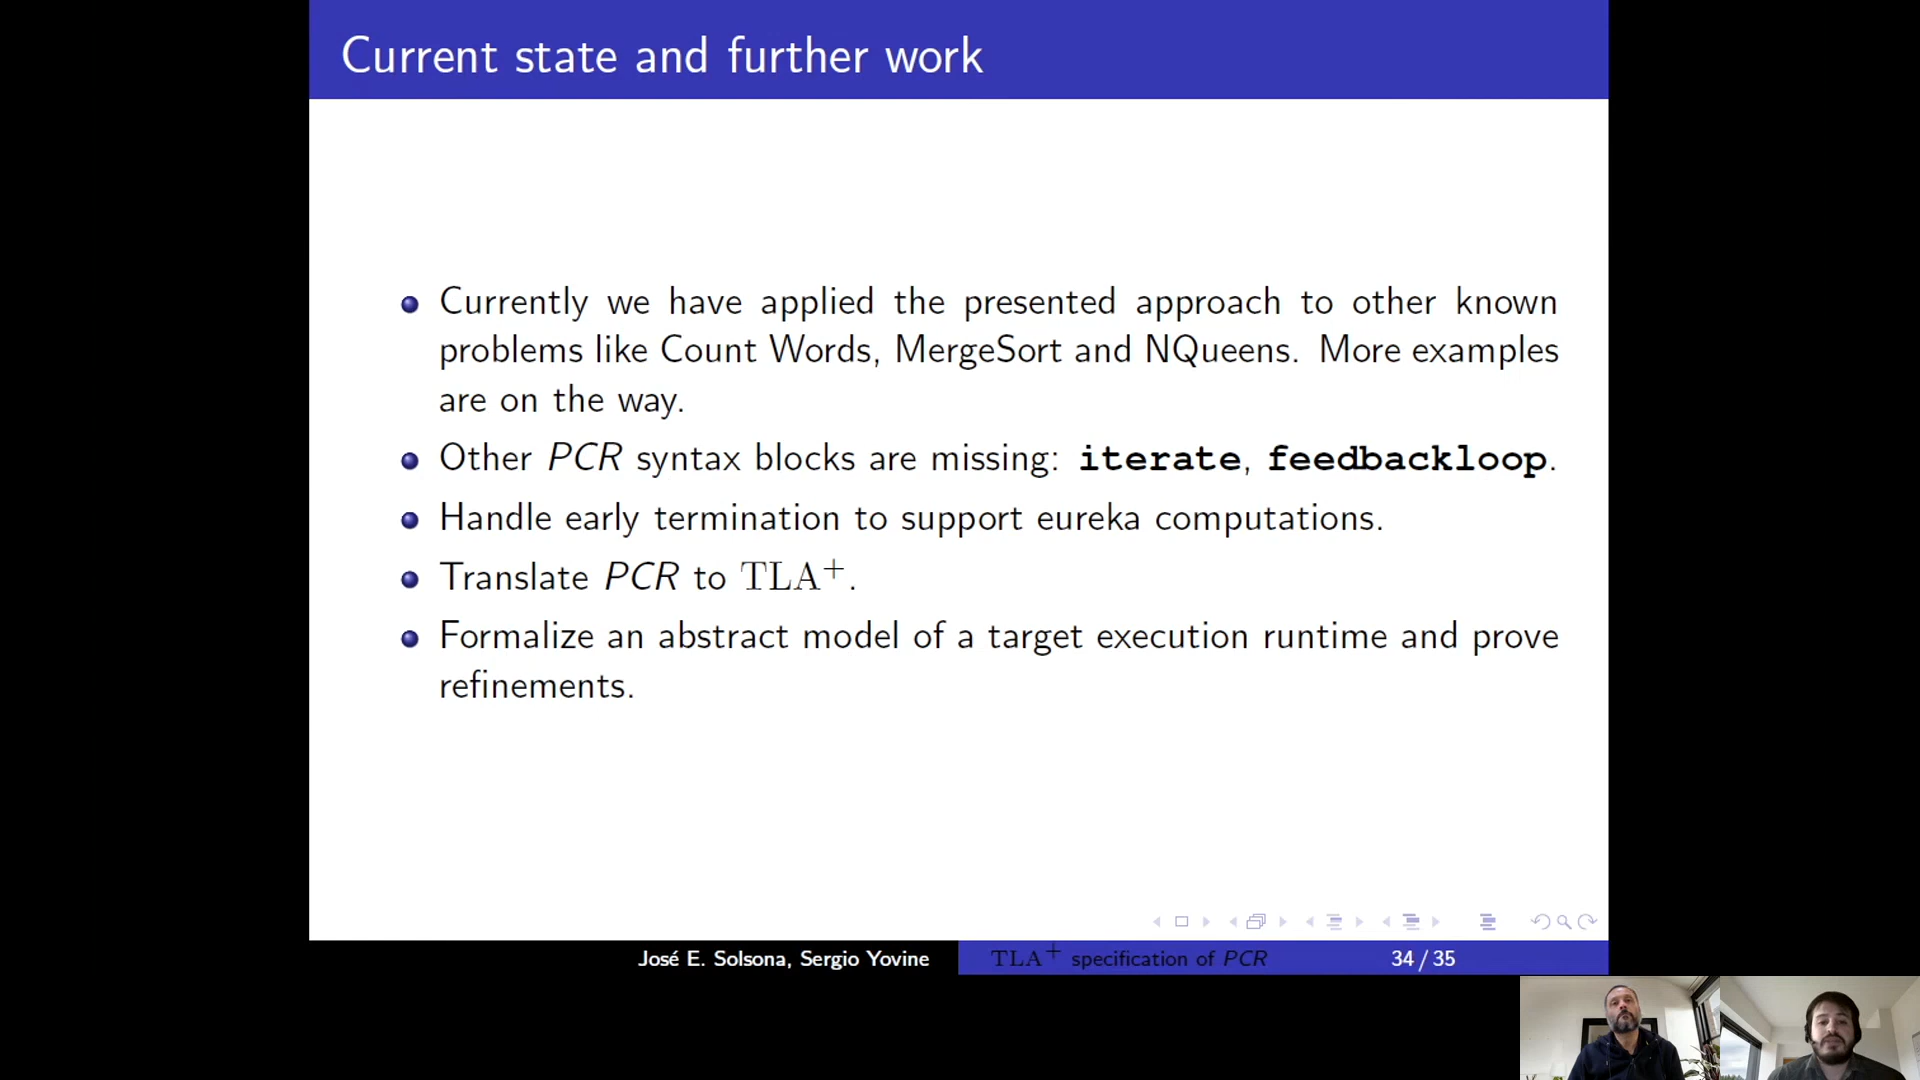 Current state and further work
Currently we have applied the presented approach to other known
problems like Count Words, MergeSort and NQueens. More examples
are on the way.
Other PCR syntax blocks are missing: iterate, feedbackloop.
Handle early termination to support eureka computations.
Translate PCR to TLA+.
Formalize an abstract model of a target execution runtime and prove
refinements.
José E. Solsona, Sergio Yovine TLA+ specification of PCR 34 / 35